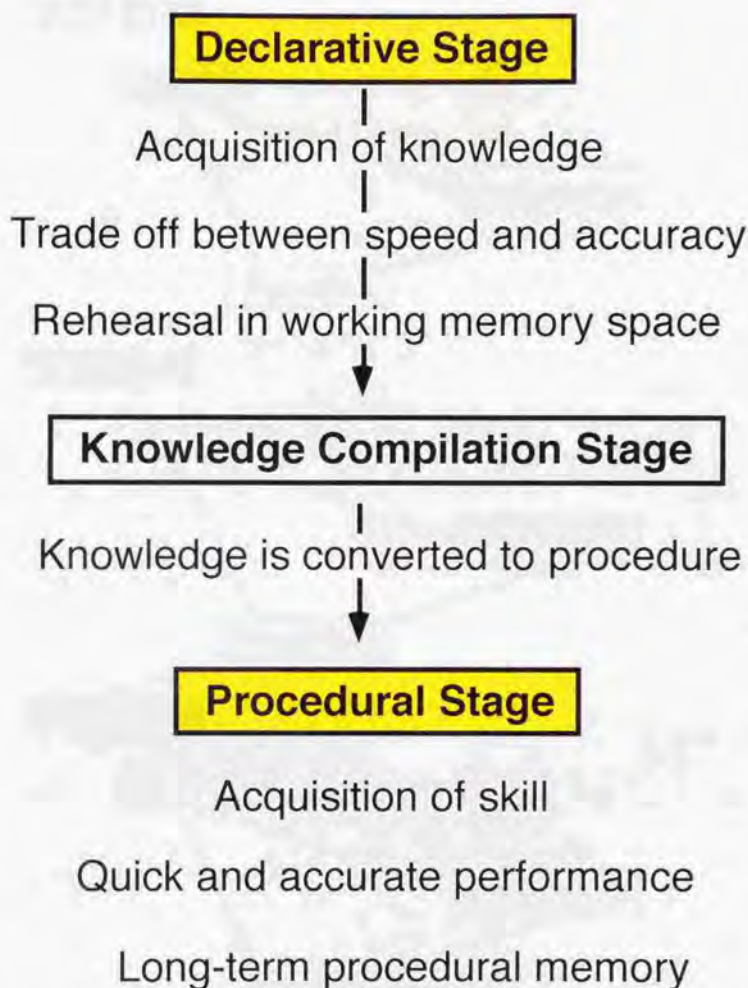 Declarative Stage
Acquisition of knowledge
Trade off between speed and accuracy
Rehearsal in working memory space
Knowledge Compilation Stage
Knowledge is converted to procedure
Procedural Stage
Acquisition of skill
Quick and accurate performance
Long-term procedural memory